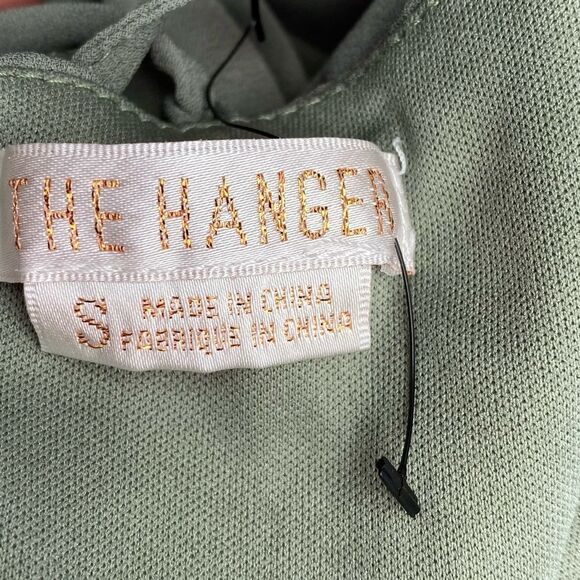 THE HANGER
S
MADE IN CHINA
FABRIQUE IN CHINA